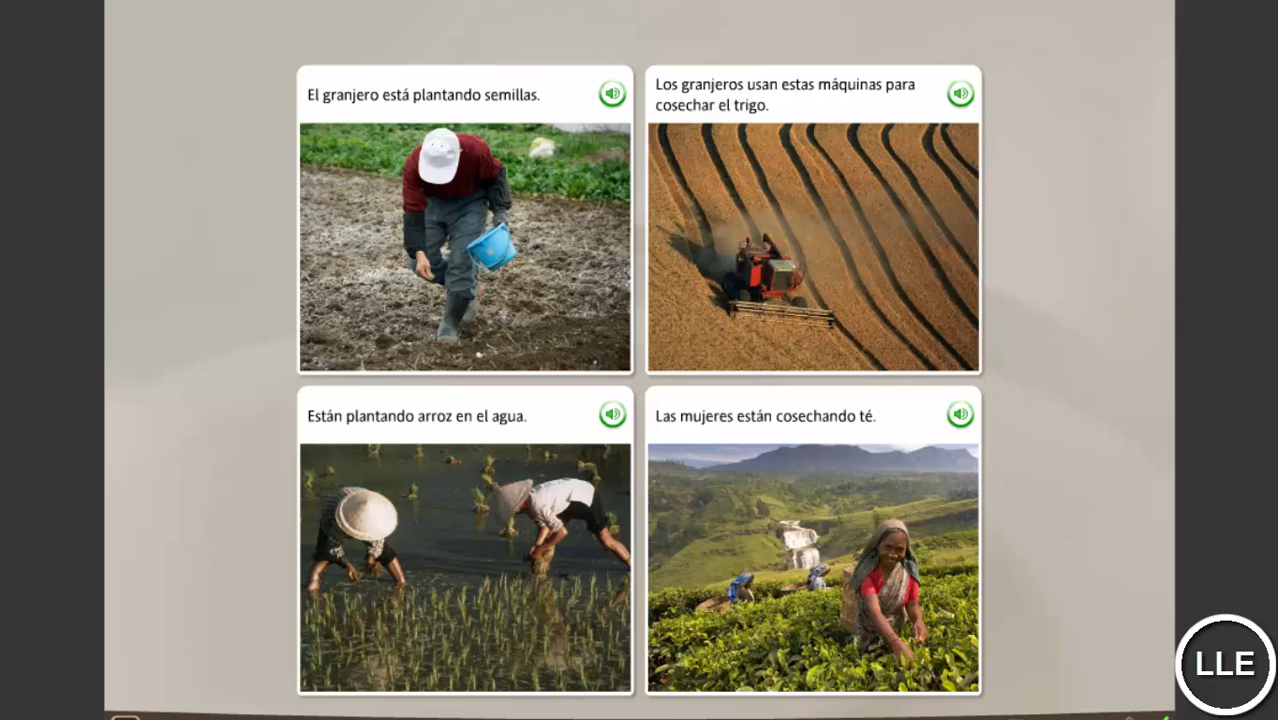 El granjero está plantando semillas.
Los granjeros usan estas máquinas para
cosechar el trigo.
Están plantando arroz en el agua.
Las mujeres están cosechando té.
LLE